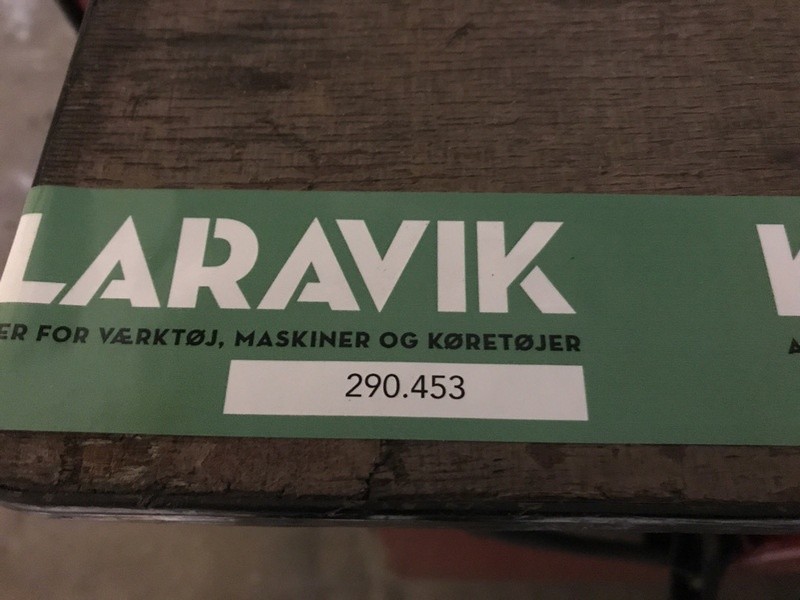 LARAVIK
ER FOR VÆRKTØJ, MASKINER OG KØRETØJER
290.453